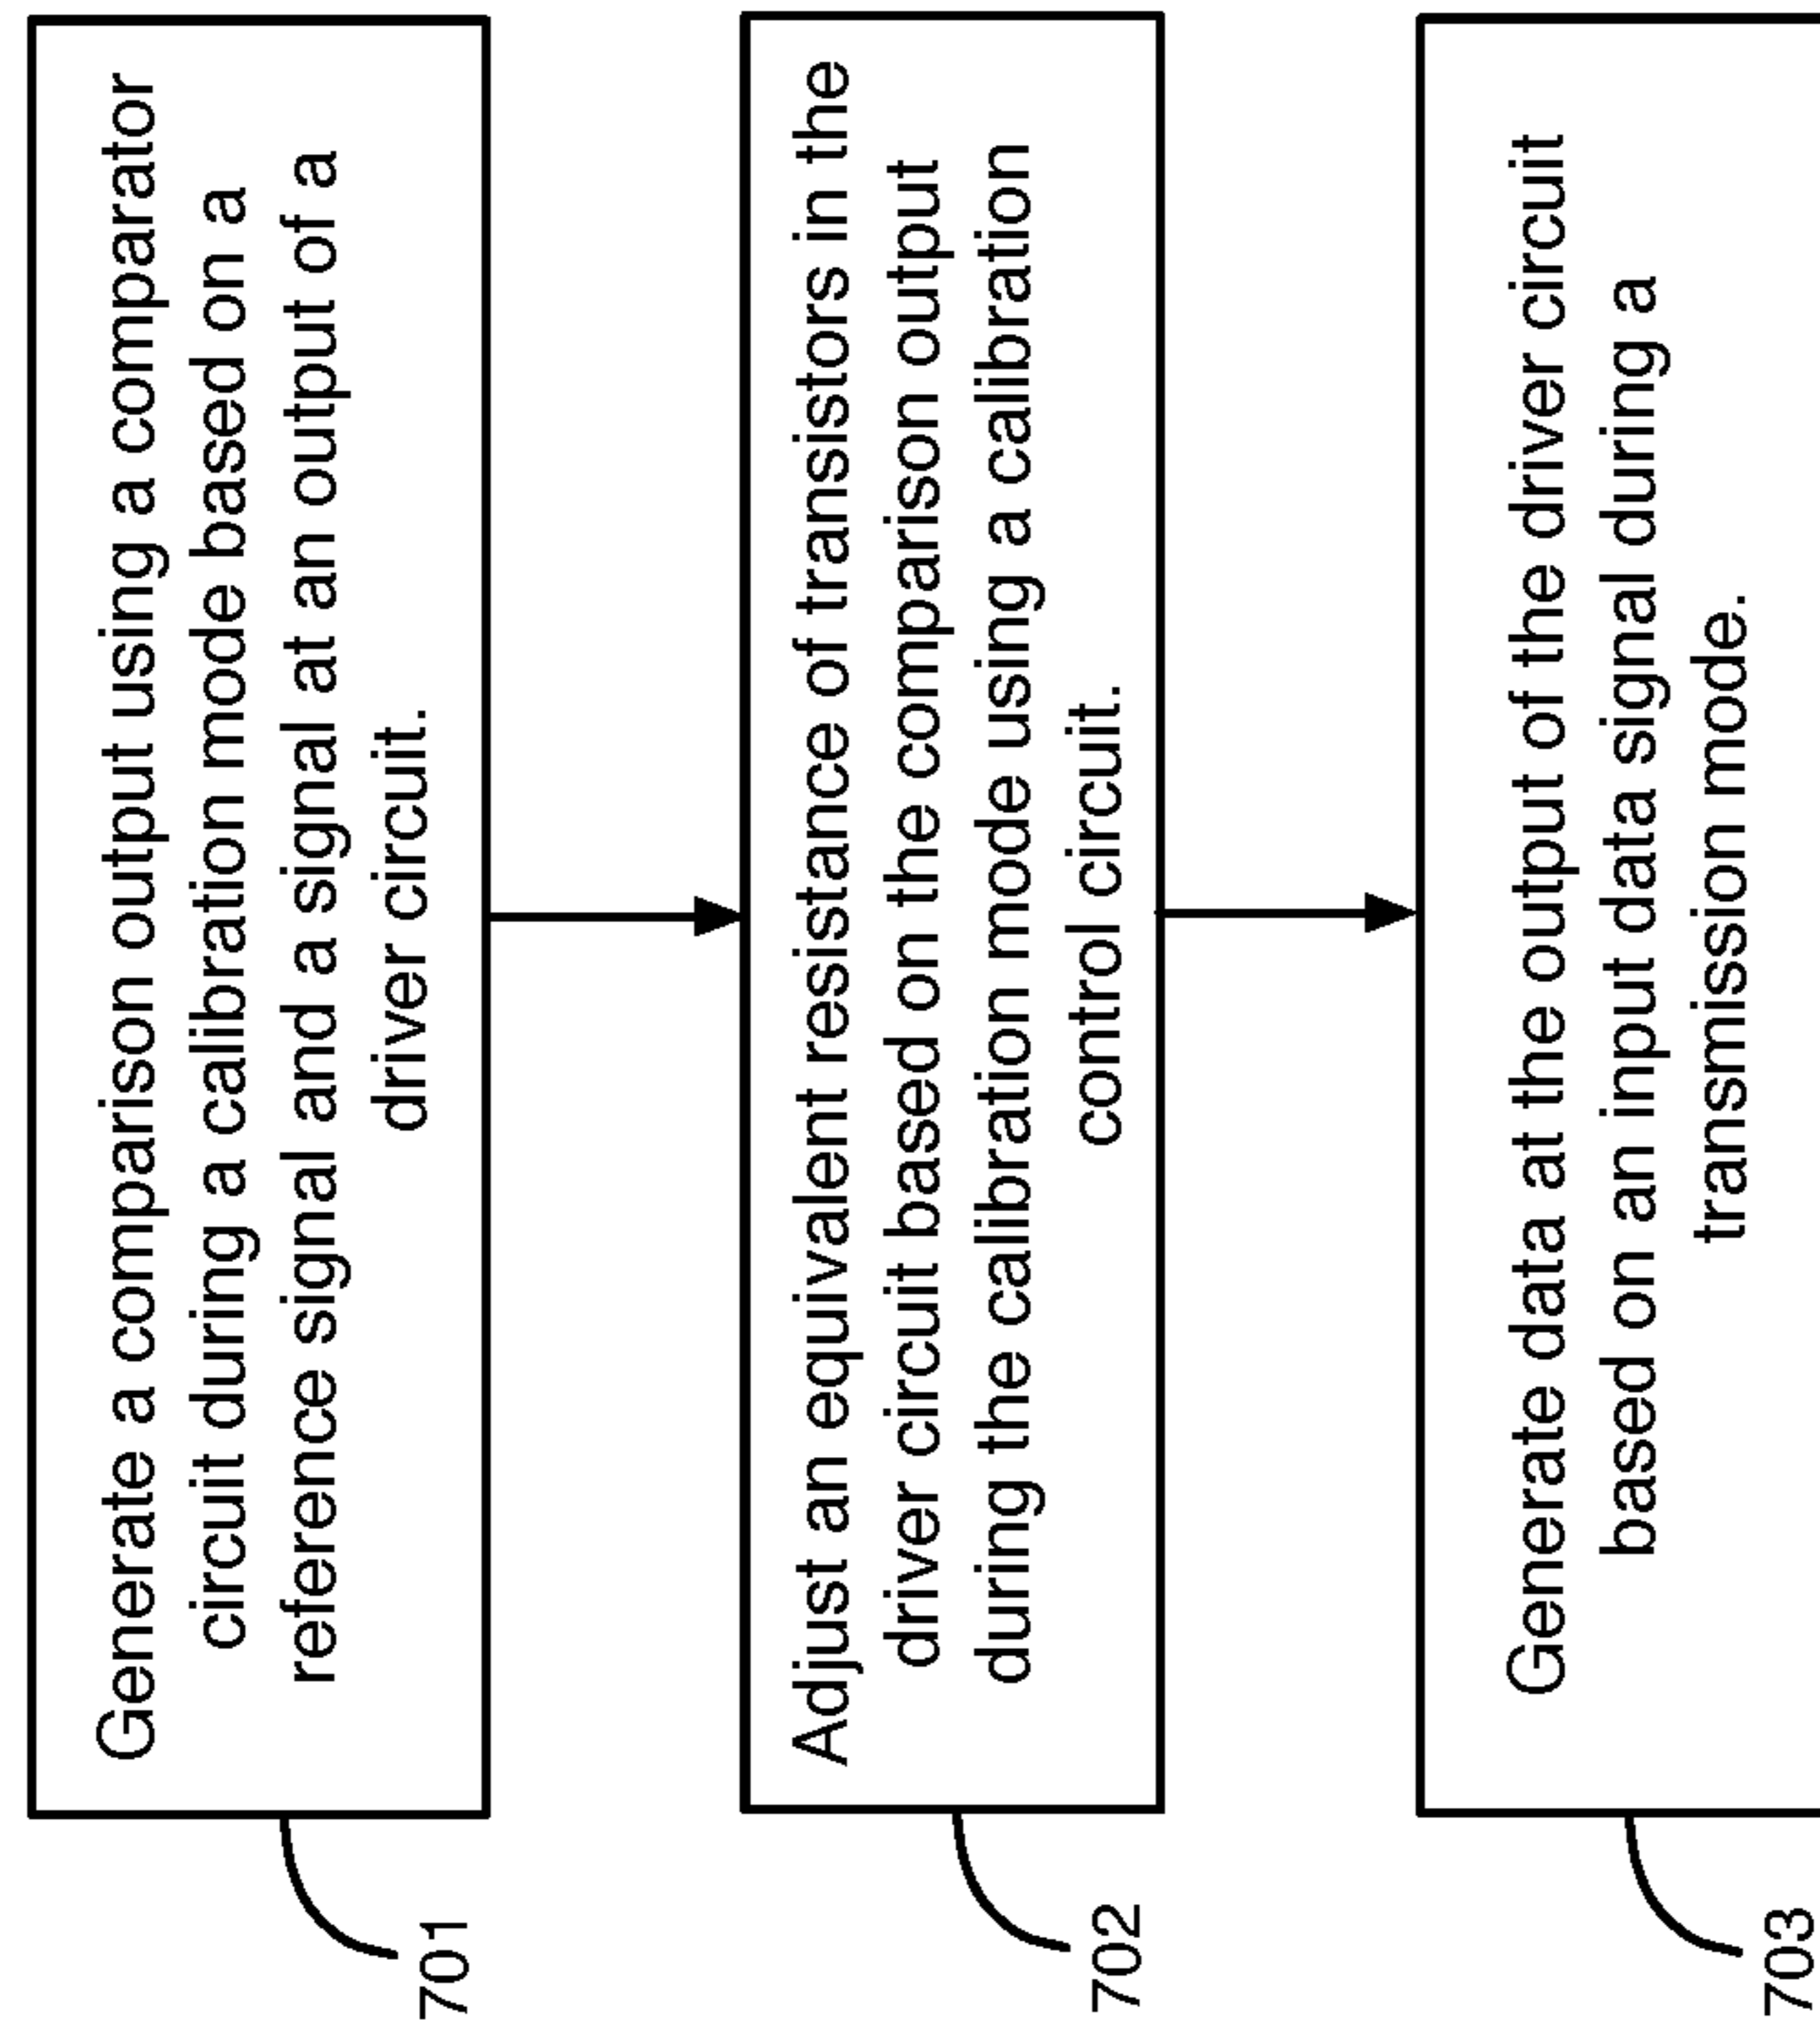 Generate a comparison output using a comparator
circuit during a calibration mode based on a
reference signal and a signal at an output of a
driver circuit.
701
Adjust an equivalent resistance of transistors in the
driver circuit based on the comparison output
during the calibration mode using a calibration
control circuit.
702
Generate data at the output of the driver circuit
based on an input data signal during a
transmission mode.
703